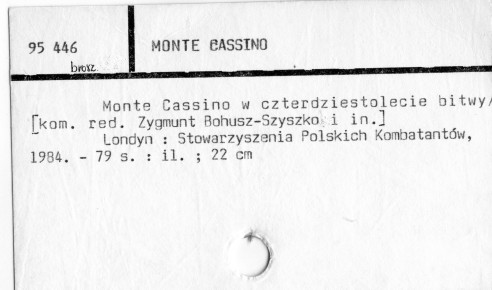 95 446 MONTE CASSINO
brosz.
Monte Cassino w czterdziestolecie bitwy/
[kom. red. Zygmunt Bohusz-Szyszko i in.]
Londyn : Stowarzyszenia Polskich Kombatantów,
1984. - 79 s. : il. ; 22 cm